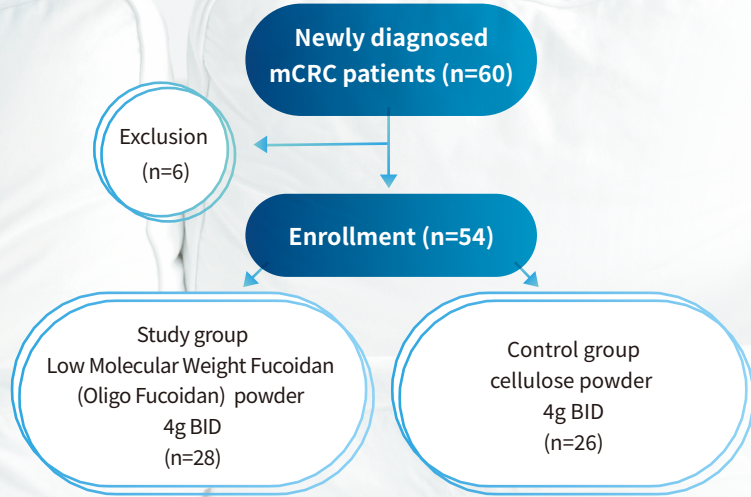 Newly diagnosed
mCRC patients (n=60)
Exclusion
(n=6)
Enrollment (n=54)
Study group
Low Molecular Weight Fucoidan
(Oligo Fucoidan) powder
4g BID
(n=28)
Control group
cellulose powder
4g BID
(n=26)